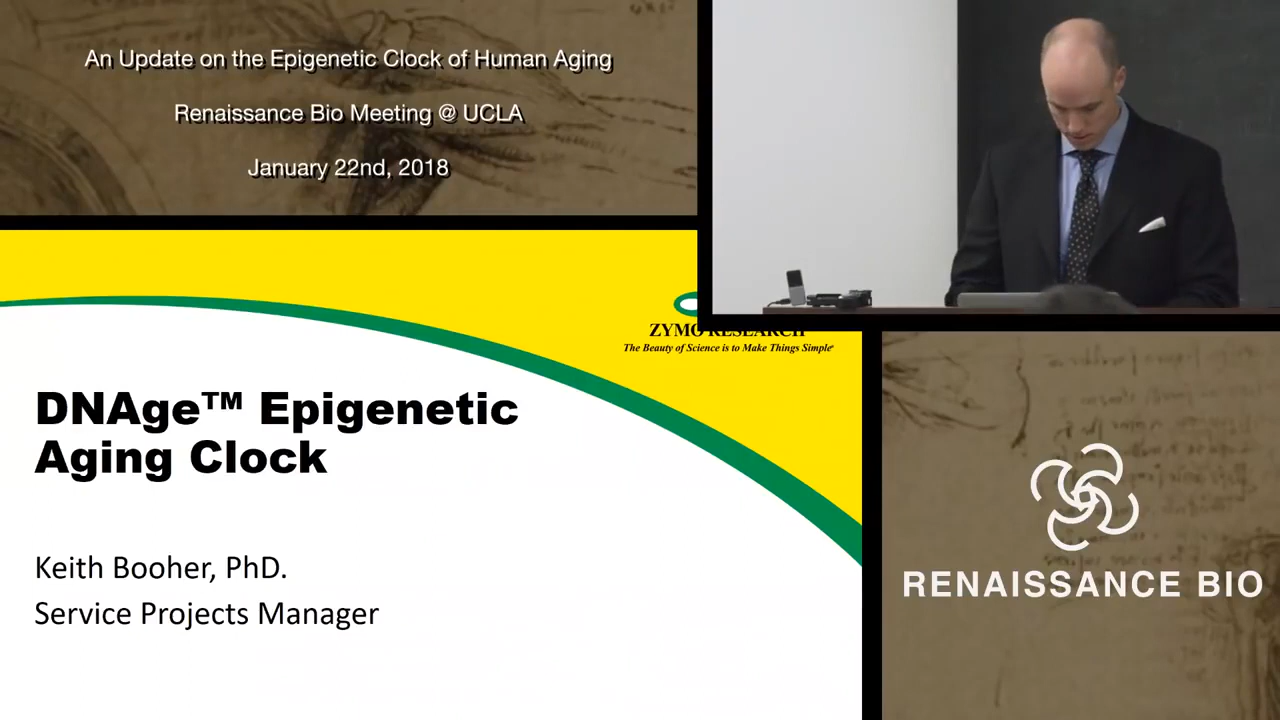 An Update on the Epigenetic Clock of Human Aging
Renaissance Bio Meeting @ UCLA
January 22nd, 2018
ZYMO RESEARCH
The Beauty of Science is to Make Things Simple®
DNAge™ Epigenetic
Aging Clock
Keith Booher, PhD.
Service Projects Manager
RENAISSANCE BIO